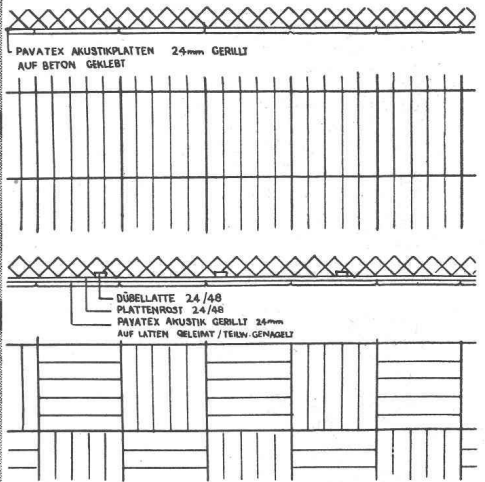 PAVATEX AKUSTIKPLATTEN 24mm GERILLT
AUF BETON GEKLEBT
DÜBELLATTE 24/48
PLATTENROST 24/48
PAVATEX AKUSTIK GERILLT 24mm
AUF LATTEN GELEIMT / TEILW. GENAGELT